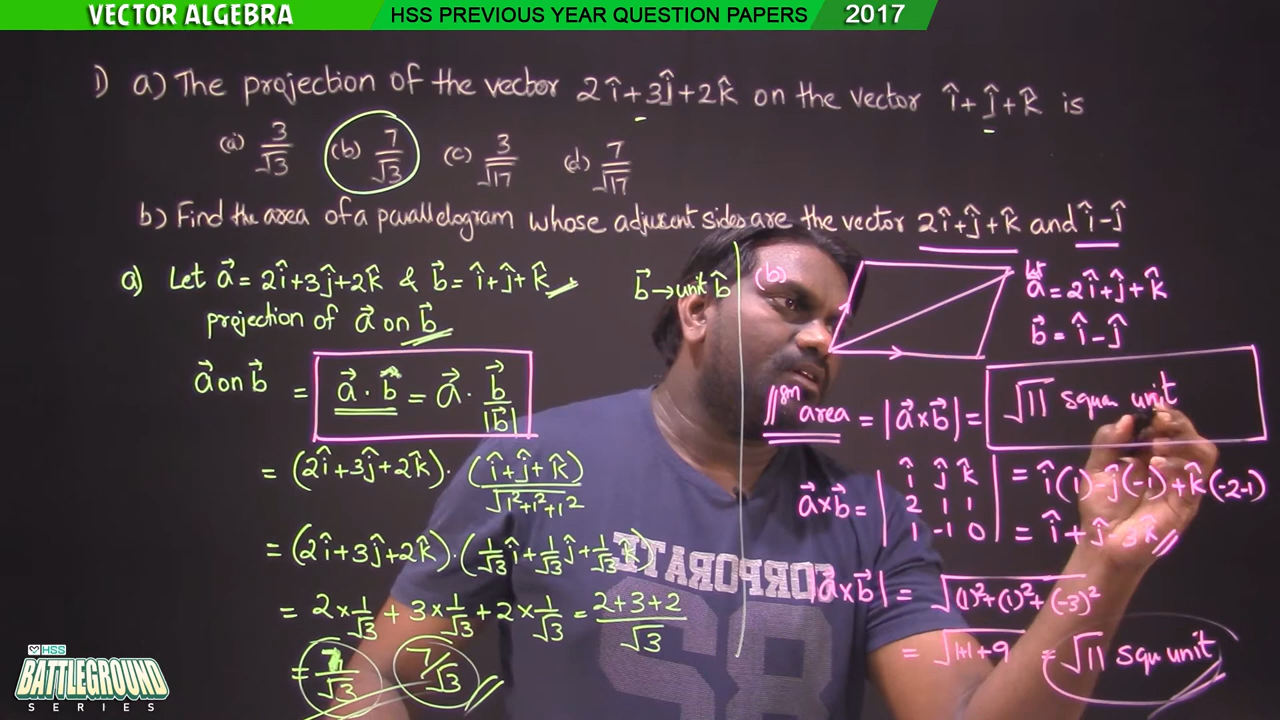 VECTOR ALGEBRA
HSS PREVIOUS YEAR QUESTION PAPERS
2017
1) a) The projection of the vector 2î+3ĵ+2k̂ on the vector î+ĵ+k̂ is
(a) 3/√3 (b) 7/√3 (c) 3/√17 (d) 7/√17
b) Find the area of a parallelogram whose adjucent sides are the vector 2î+ĵ+k̂ and î-ĵ
a) Let a⃗ = 2î+3ĵ+2k̂ & b⃗ = î+ĵ+k̂
projection of a⃗ on b⃗
a⃗ on b⃗ = a⃗ · b̂ = a⃗ · b⃗/|b⃗|
= (2î+3ĵ+2k̂) · (î+ĵ+k̂)/√1²+1²+1²
= (2î+3ĵ+2k̂) · (1/√3 î + 1/√3 ĵ + 1/√3 k̂)
= 2×1/√3 + 3×1/√3 + 2×1/√3 = 2+3+2/√3
= 7/√3 7/√3
b⃗ → unit b̂
(b)
let
a⃗ = 2î+ĵ+k̂
b⃗ = î-ĵ
||gm area = |a⃗×b⃗| = √11 squ unit
a⃗×b⃗ = | î ĵ k̂ | = î(1)-ĵ(-1)+k̂(-2-1)
2 1 1
1 -1 0 = î+ĵ-3k̂
|a⃗×b⃗| = √(1)²+(1)²+(-3)²
= √1+1+9 = √11 squ unit
CORPORATE
82
HSS
BATTLEGROUND
SERIES